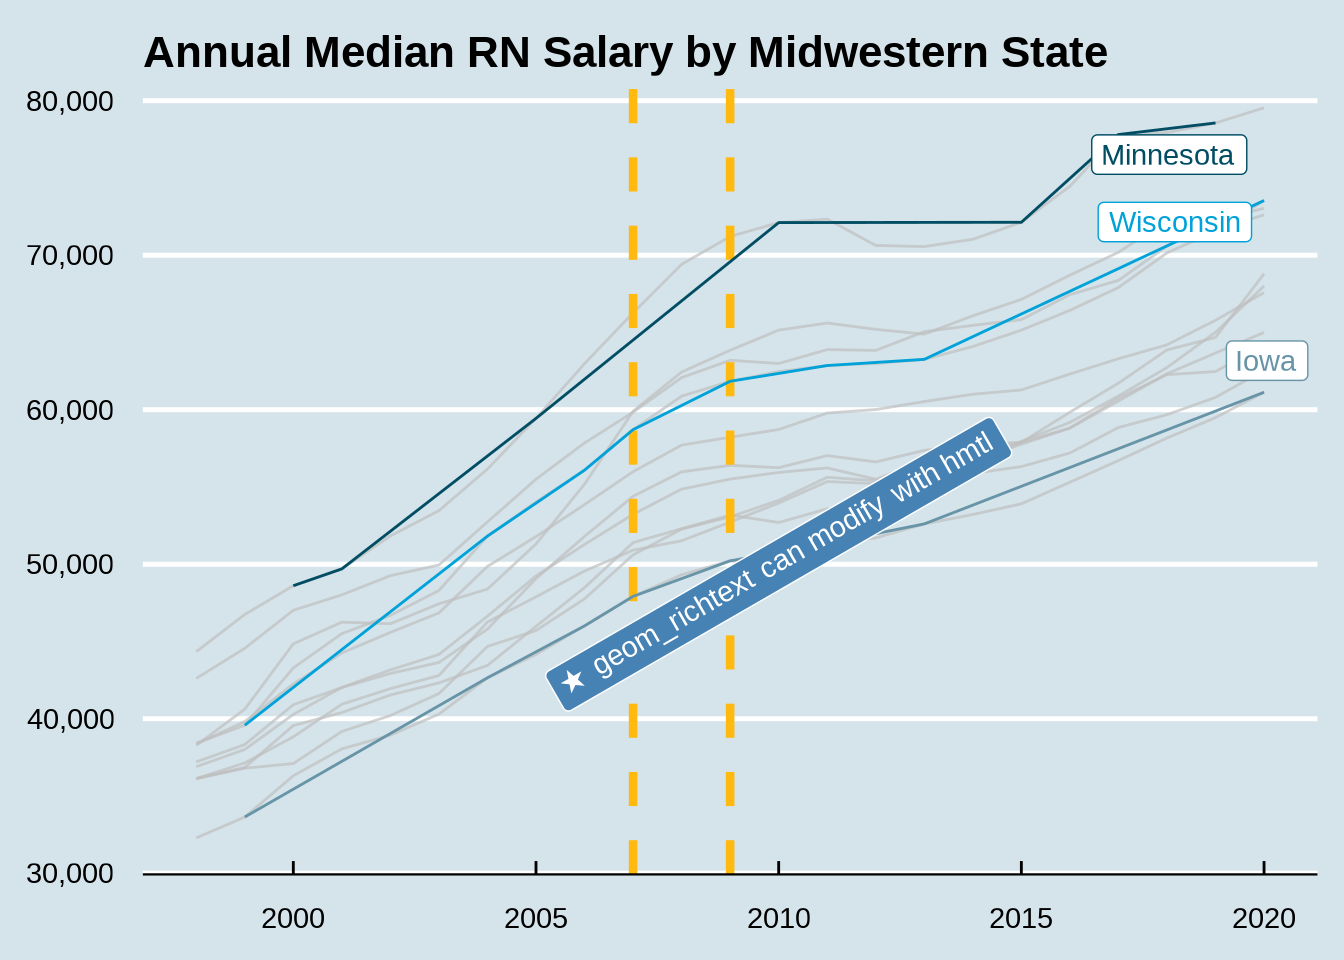 Annual Median RN Salary by Midwestern State
80,000
Minnesota
Wisconsin
70,000
Iowa
60,000
★ geom_richtext can modify with hmtl
50,000
40,000
30,000
2000 2005 2010 2015 2020